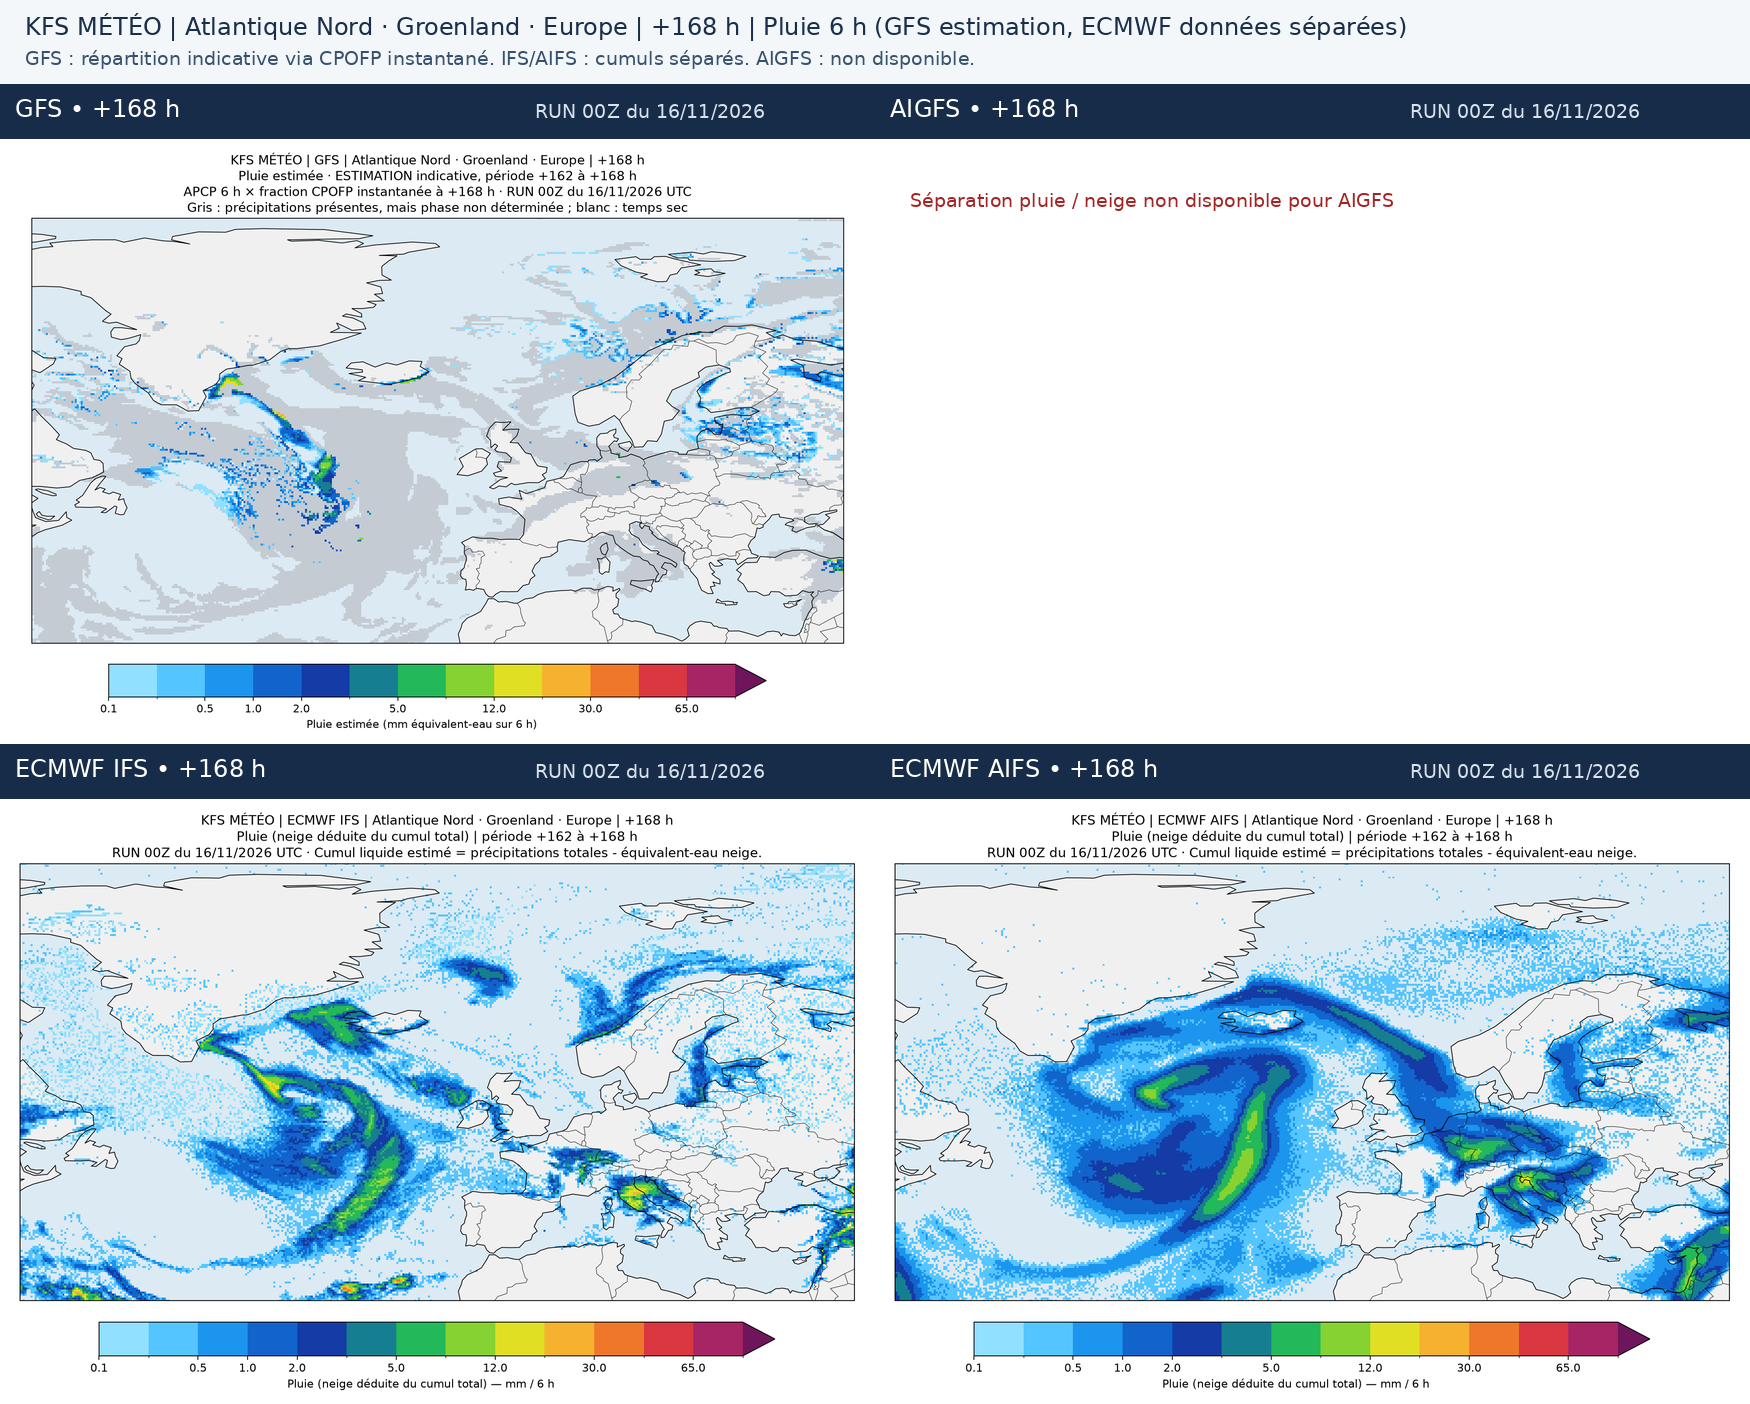 KFS MÉTÉO | Atlantique Nord · Groenland · Europe | +168 h | Pluie 6 h (GFS estimation, ECMWF données séparées)
GFS : répartition indicative via CPOFP instantané. IFS/AIFS : cumuls séparés. AIGFS : non disponible.
GFS • +168 h
RUN 00Z du 16/11/2026
AIGFS • +168 h
RUN 00Z du 16/11/2026
KFS MÉTÉO | GFS | Atlantique Nord · Groenland · Europe | +168 h
Pluie estimée · ESTIMATION indicative, période +162 à +168 h
APCP 6 h × fraction CPOFP instantanée à +168 h · RUN 00Z du 16/11/2026 UTC
Gris : précipitations présentes, mais phase non déterminée ; blanc : temps sec
Séparation pluie / neige non disponible pour AIGFS
0.1 0.5 1.0 2.0 5.0 12.0 30.0 65.0
Pluie estimée (mm équivalent-eau sur 6 h)
ECMWF IFS • +168 h
RUN 00Z du 16/11/2026
ECMWF AIFS • +168 h
RUN 00Z du 16/11/2026
KFS MÉTÉO | ECMWF IFS | Atlantique Nord · Groenland · Europe | +168 h
Pluie (neige déduite du cumul total) | période +162 à +168 h
RUN 00Z du 16/11/2026 UTC · Cumul liquide estimé = précipitations totales - équivalent-eau neige.
0.1 0.5 1.0 2.0 5.0 12.0 30.0 65.0
Pluie (neige déduite du cumul total) — mm / 6 h
KFS MÉTÉO | ECMWF AIFS | Atlantique Nord · Groenland · Europe | +168 h
Pluie (neige déduite du cumul total) | période +162 à +168 h
RUN 00Z du 16/11/2026 UTC · Cumul liquide estimé = précipitations totales - équivalent-eau neige.
0.1 0.5 1.0 2.0 5.0 12.0 30.0 65.0
Pluie (neige déduite du cumul total) — mm / 6 h